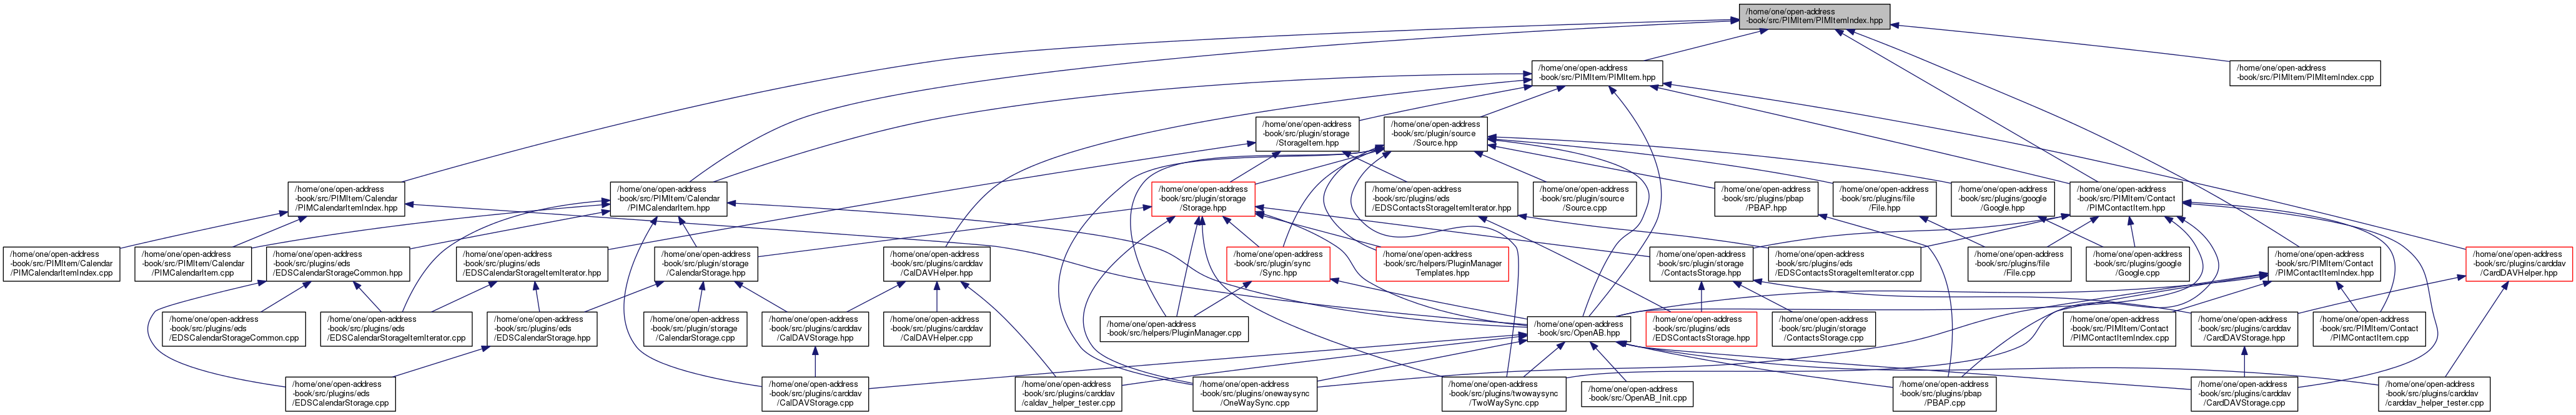 /home/one/open-address
-book/src/PIMItem/PIMItemIndex.hpp
/home/one/open-address
-book/src/PIMItem/PIMItem.hpp
/home/one/open-address
-book/src/PIMItem/PIMItemIndex.cpp
/home/one/open-address
-book/src/plugin/storage
/StorageItem.hpp
/home/one/open-address
-book/src/plugin/source
/Source.hpp
/home/one/open-address
-book/src/PIMItem/Calendar
/PIMCalendarItemIndex.hpp
/home/one/open-address
-book/src/PIMItem/Calendar
/PIMCalendarItem.hpp
/home/one/open-address
-book/src/plugin/storage
/Storage.hpp
/home/one/open-address
-book/src/plugins/eds
/EDSContactsStorageItemIterator.hpp
/home/one/open-address
-book/src/plugin/source
/Source.cpp
/home/one/open-address
-book/src/plugins/pbap
/PBAP.hpp
/home/one/open-address
-book/src/plugins/file
/File.hpp
/home/one/open-address
-book/src/plugins/google
/Google.hpp
/home/one/open-address
-book/src/PIMItem/Contact
/PIMContactItem.hpp
/home/one/open-address
-book/src/PIMItem/Calendar
/PIMCalendarItemIndex.cpp
/home/one/open-address
-book/src/PIMItem/Calendar
/PIMCalendarItem.cpp
/home/one/open-address
-book/src/plugins/eds
/EDSCalendarStorageCommon.hpp
/home/one/open-address
-book/src/plugins/eds
/EDSCalendarStorageItemIterator.hpp
/home/one/open-address
-book/src/plugins/carddav
/CalendarStorage.hpp
/home/one/open-address
-book/src/plugins/carddav
/CalDAVHelper.hpp
/home/one/open-address
-book/src/plugin/sync
/Sync.hpp
/home/one/open-address
-book/src/helpers/PluginManager
Templates.hpp
/home/one/open-address
-book/src/plugin/storage
/ContactsStorage.hpp
/home/one/open-address
-book/src/plugins/eds
/EDSContactsStorageItemIterator.cpp
/home/one/open-address
-book/src/plugins/file
/File.cpp
/home/one/open-address
-book/src/plugins/google
/Google.cpp
/home/one/open-address
-book/src/PIMItem/Contact
/PIMContactItemIndex.hpp
/home/one/open-address
-book/src/plugins/carddav
/CardDAVHelper.hpp
/home/one/open-address
-book/src/plugins/eds
/EDSCalendarStorageCommon.cpp
/home/one/open-address
-book/src/plugins/eds
/EDSCalendarStorageItemIterator.cpp
/home/one/open-address
-book/src/plugins/eds
/EDSCalendarStorage.hpp
/home/one/open-address
-book/src/plugin/storage
/CalendarStorage.cpp
/home/one/open-address
-book/src/plugins/carddav
/CalDAVStorage.hpp
/home/one/open-address
-book/src/plugins/carddav
/CalDAVHelper.cpp
/home/one/open-address
-book/src/helpers/PluginManager.cpp
/home/one/open-address
-book/src/OpenAB.hpp
/home/one/open-address
-book/src/plugins/eds
/EDSContactsStorage.hpp
/home/one/open-address
-book/src/plugin/storage
/ContactsStorage.cpp
/home/one/open-address
-book/src/PIMItem/Contact
/PIMContactItemIndex.cpp
/home/one/open-address
-book/src/plugins/carddav
/CardDAVStorage.hpp
/home/one/open-address
-book/src/PIMItem/Contact
/PIMContactItem.cpp
/home/one/open-address
-book/src/plugins/eds
/EDSCalendarStorage.cpp
/home/one/open-address
-book/src/plugins/carddav
/CalDAVStorage.cpp
/home/one/open-address
-book/src/plugins/carddav
/caldav_helper_tester.cpp
/home/one/open-address
-book/src/plugins/onewaysync
/OneWaySync.cpp
/home/one/open-address
-book/src/plugins/twowaysync
/TwoWaySync.cpp
/home/one/open-address
-book/src/OpenAB_Init.cpp
/home/one/open-address
-book/src/plugins/pbap
/PBAP.cpp
/home/one/open-address
-book/src/plugins/carddav
/CardDAVStorage.cpp
/home/one/open-address
-book/src/plugins/carddav
/carddav_helper_tester.cpp